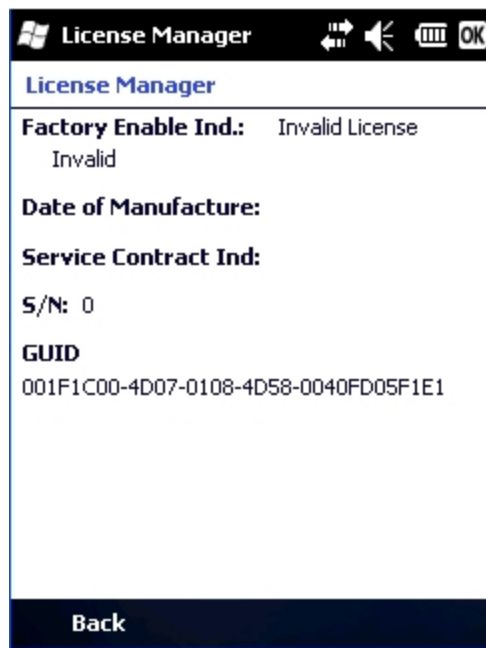 License Manager
OK
License Manager
Factory Enable Ind.: Invalid License
Invalid
Date of Manufacture:
Service Contract Ind:
S/N: 0
GUID
001F1C00-4D07-0108-4D58-0040FD05F1E1
Back